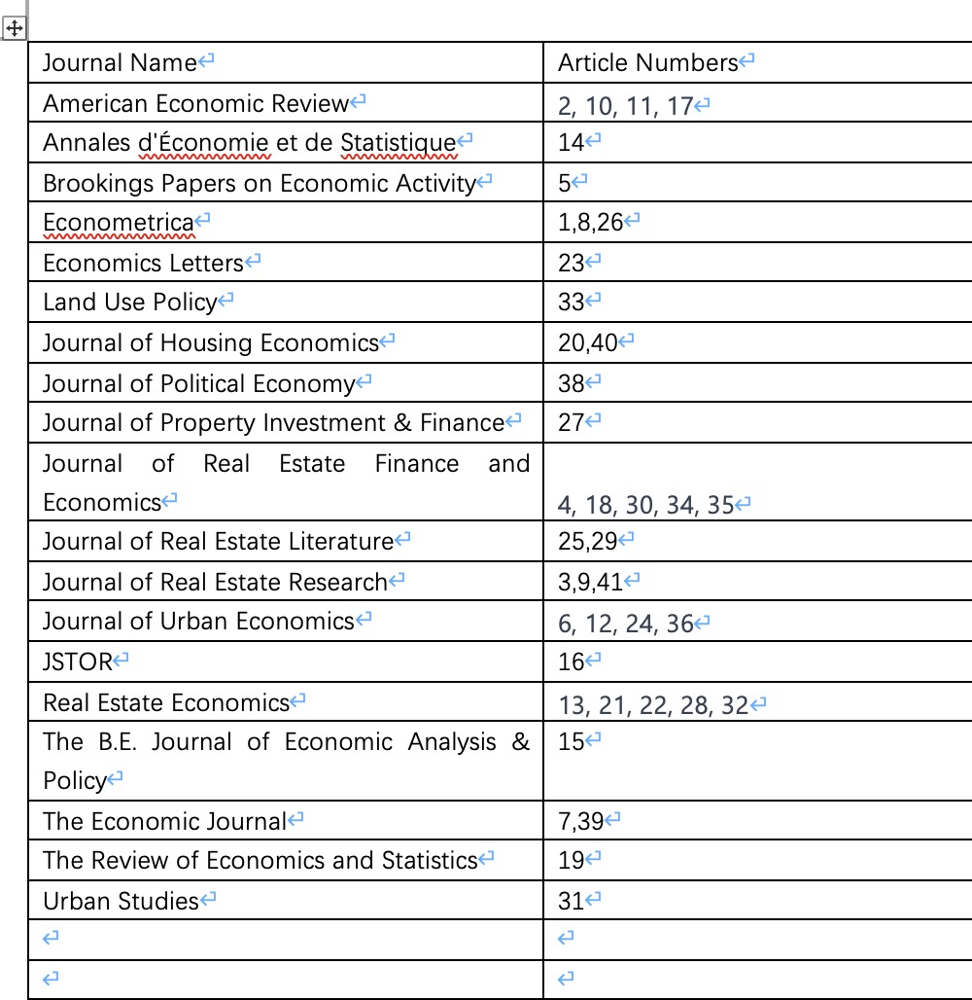 Journal Name
Article Numbers
American Economic Review
2, 10, 11, 17
Annales d'Économie et de Statistique
14
Brookings Papers on Economic Activity
5
Econometrica
1,8,26
Economics Letters
23
Land Use Policy
33
Journal of Housing Economics
20,40
Journal of Political Economy
38
Journal of Property Investment & Finance
27
Journal of Real Estate Finance and
Economics
4, 18, 30, 34, 35
Journal of Real Estate Literature
25,29
Journal of Real Estate Research
3,9,41
Journal of Urban Economics
6, 12, 24, 36
JSTOR
16
Real Estate Economics
13, 21, 22, 28, 32
The B.E. Journal of Economic Analysis &
Policy
15
The Economic Journal
7,39
The Review of Economics and Statistics
19
Urban Studies
31